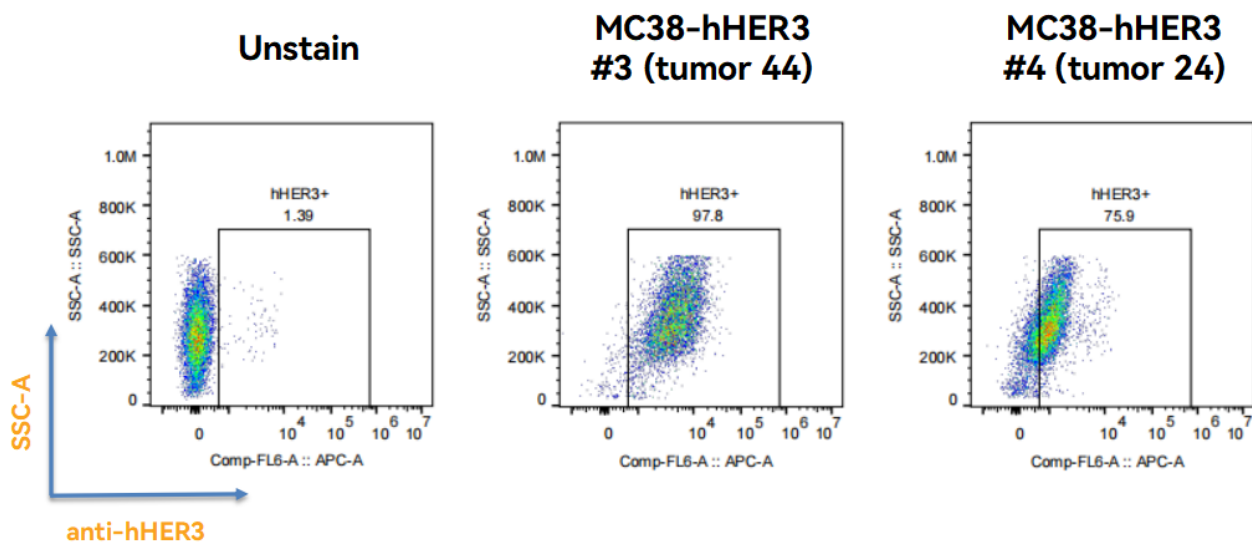 Unstain
MC38-hHER3
#3 (tumor 44)
MC38-hHER3
#4 (tumor 24)
SSC-A :: SSC-A
1.0M
800K
600K
400K
200K
0
hHER3+
1.39
0 10^4 10^5 10^6 10^7
Comp-FL6-A :: APC-A
SSC-A :: SSC-A
1.0M
800K
600K
400K
200K
0
hHER3+
97.8
0 10^4 10^5 10^6 10^7
Comp-FL6-A :: APC-A
SSC-A :: SSC-A
1.0M
800K
600K
400K
200K
0
hHER3+
75.9
0 10^4 10^5 10^6 10^7
Comp-FL6-A :: APC-A
SSC-A
anti-hHER3